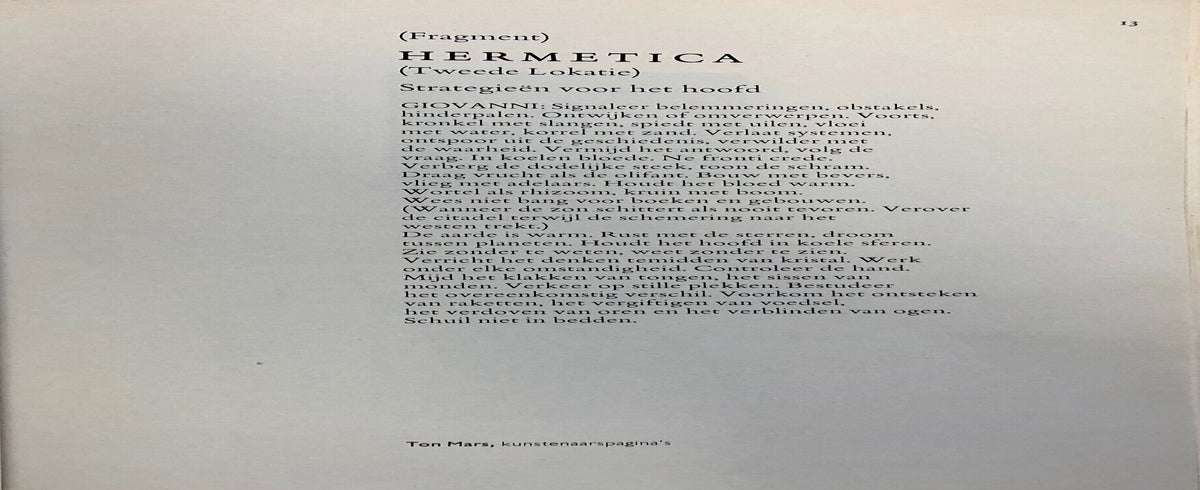 13
(Fragment)
HERMETICA
(Tweede Lokatie)
Strategieën voor het hoofd
GIOVANNI: Signaleer belemmeringen, obstakels,
hinderpalen. Ontwijken of omverwerpen. Voorts,
kronkel met slangen, spiedt met uilen, vloei
met water, korrel met zand. Verlaat systemen,
ontspoor uit de geschiedenis, verwilder met
de waarheid. Vermijd het antwoord, volg de
vraag. In koelen bloede. Ne fronti crede.
Verberg de dodelijke steek, toon de schram.
Draag vrucht als de olifant. Bouw met bevers,
vlieg met adelaars. Houdt het bloed warm.
Wortel als rhizoom, kruin met boom.
Wees niet bang voor boeken en gebouwen.
(Wanneer de zon schittert als nooit tevoren. Verover
de citadel terwijl de schemering naar het
westen trekt.)
De aarde is warm. Rust met de sterren, droom
tussen planeten. Houdt het hoofd in koele sferen.
Zie zonder te weten, weet zonder te zien.
Verricht het denken temidden van kristal. Werk
onder elke omstandigheid. Controleer de hand.
Mijd het klakken van tongen, het sissen van
monden. Verkeer op stille plekken. Bestudeer
het overeenkomstig verschil. Voorkom het ontsteken
van raketten, het vergiftigen van voedsel,
het verdoven van oren en het verblinden van ogen.
Schuil niet in bedden.
Ton Mars, kunstenaarspagina's